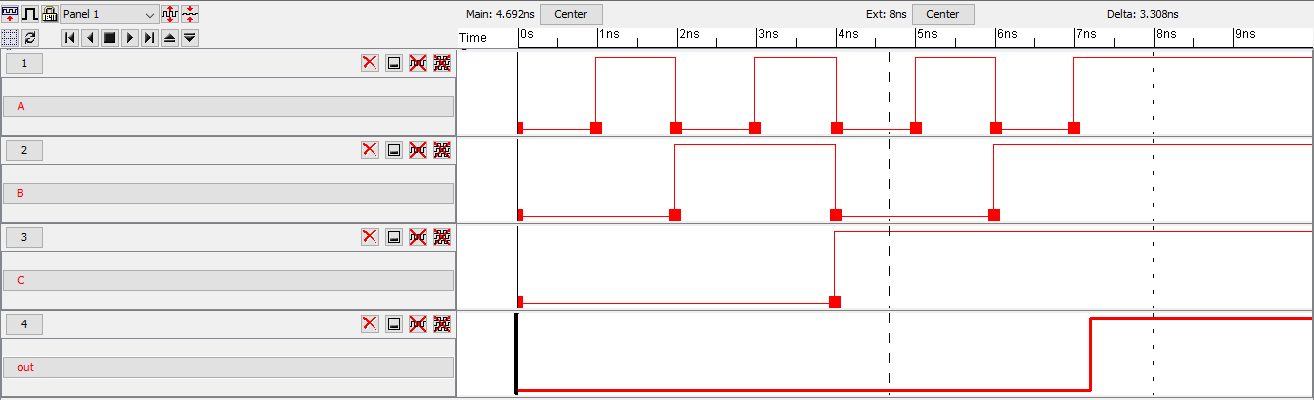 Panel 1
Main: 4.692ns Center Ext: 8ns Center Delta: 3.308ns
Time 0s 1ns 2ns 3ns 4ns 5ns 6ns 7ns 8ns 9ns
1
A
2
B
3
C
4
out